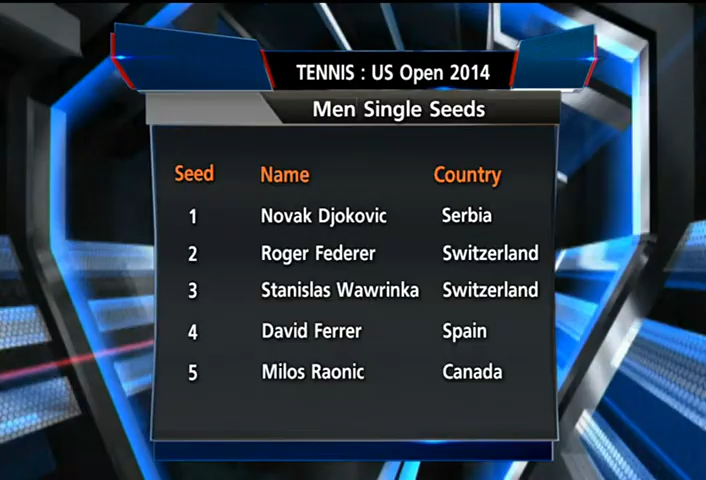 TENNIS : US Open 2014
Men Single Seeds
Seed Name Country
1 Novak Djokovic Serbia
2 Roger Federer Switzerland
3 Stanislas Wawrinka Switzerland
4 David Ferrer Spain
5 Milos Raonic Canada